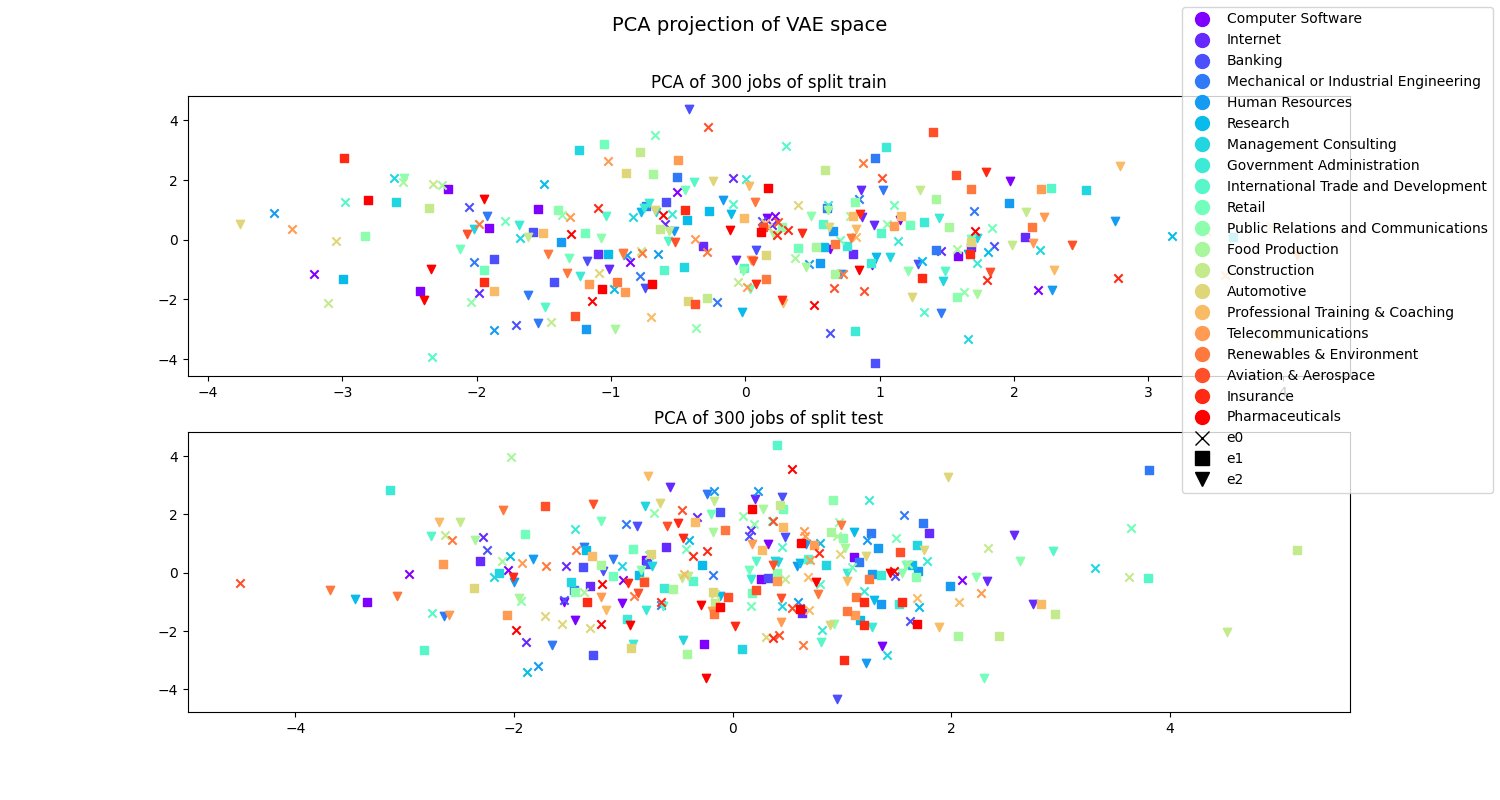 PCA projection of VAE space
PCA of 300 jobs of split train
4
2
0
−2
−4
−4
−3
−2
−1
0
1
2
3
4
PCA of 300 jobs of split test
4
2
0
−2
−4
−4
−2
0
2
4
Computer Software
Internet
Banking
Mechanical or Industrial Engineering
Human Resources
Research
Management Consulting
Government Administration
International Trade and Development
Retail
Public Relations and Communications
Food Production
Construction
Automotive
Professional Training & Coaching
Telecommunications
Renewables & Environment
Aviation & Aerospace
Insurance
Pharmaceuticals
e0
e1
e2